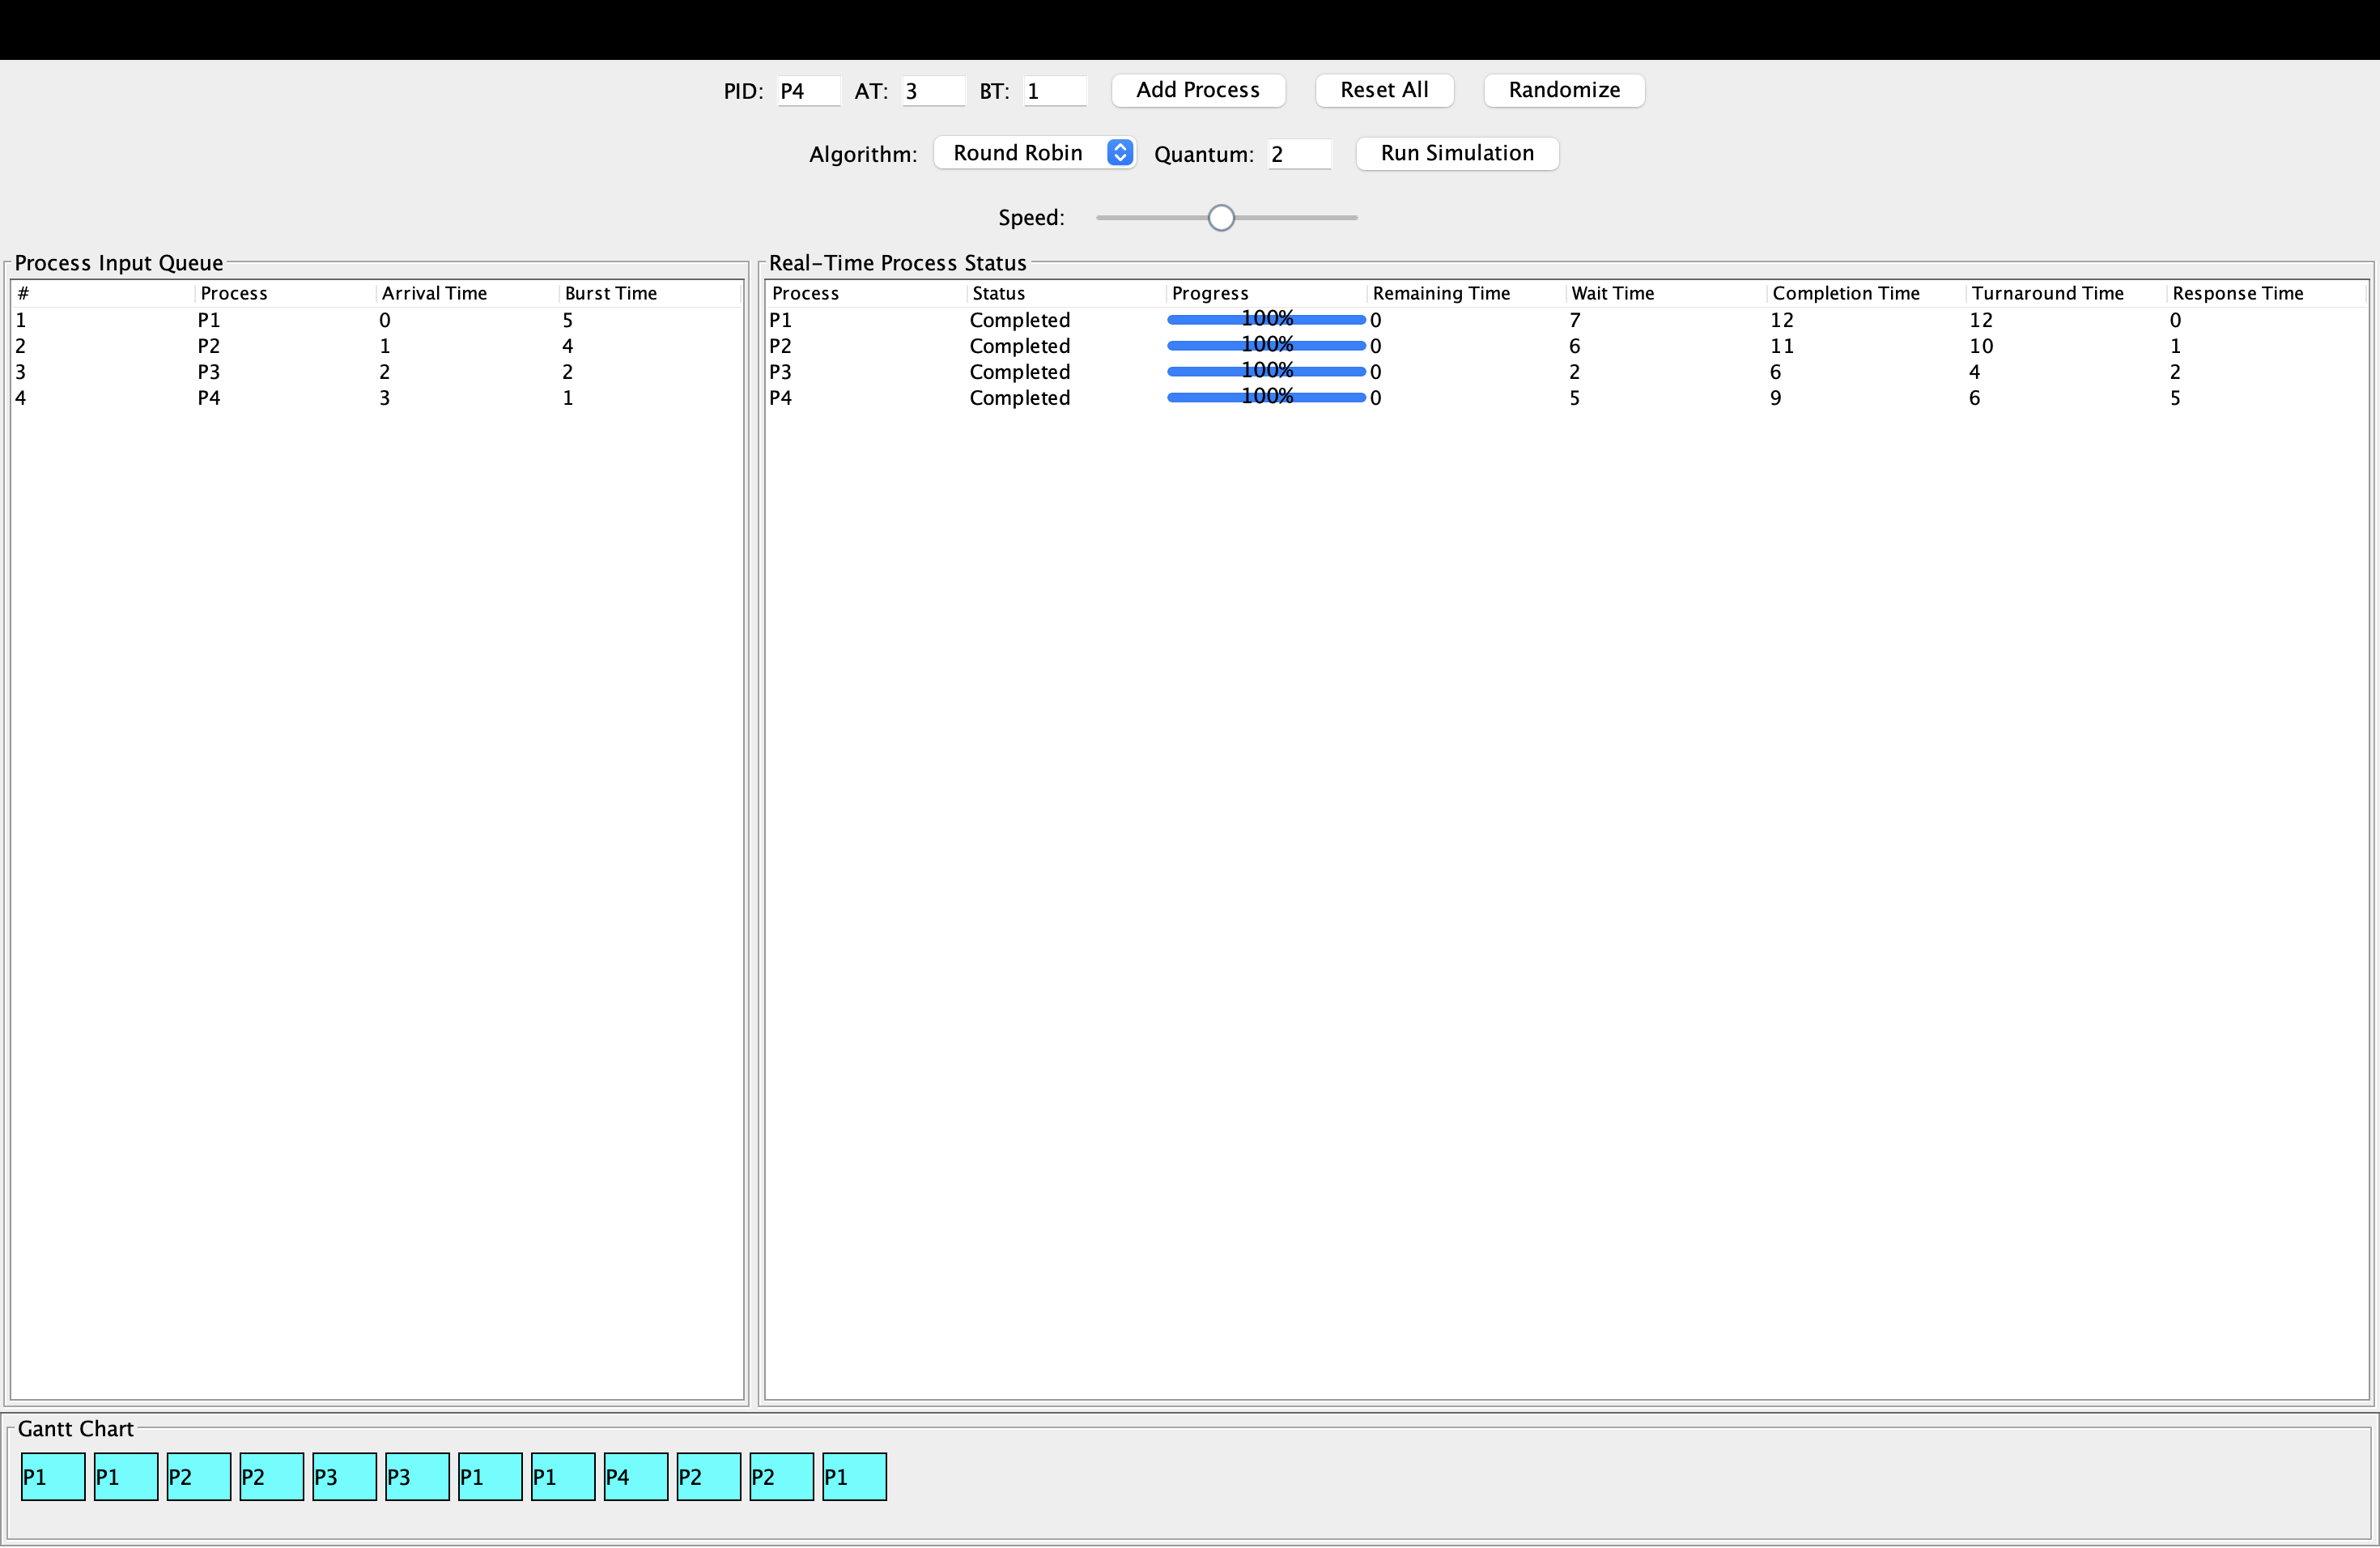 PID: P4 AT: 3 BT: 1 Add Process Reset All Randomize
Algorithm: Round Robin Quantum: 2 Run Simulation
Speed:
Process Input Queue
# Process Arrival Time Burst Time
1 P1 0 5
2 P2 1 4
3 P3 2 2
4 P4 3 1
Real-Time Process Status
Process Status Progress Remaining Time Wait Time Completion Time Turnaround Time Response Time
P1 Completed 100% 0 7 12 12 0
P2 Completed 100% 0 6 11 10 1
P3 Completed 100% 0 2 6 4 2
P4 Completed 100% 0 5 9 6 5
Gantt Chart
P1 P1 P2 P2 P3 P3 P1 P1 P4 P2 P2 P1